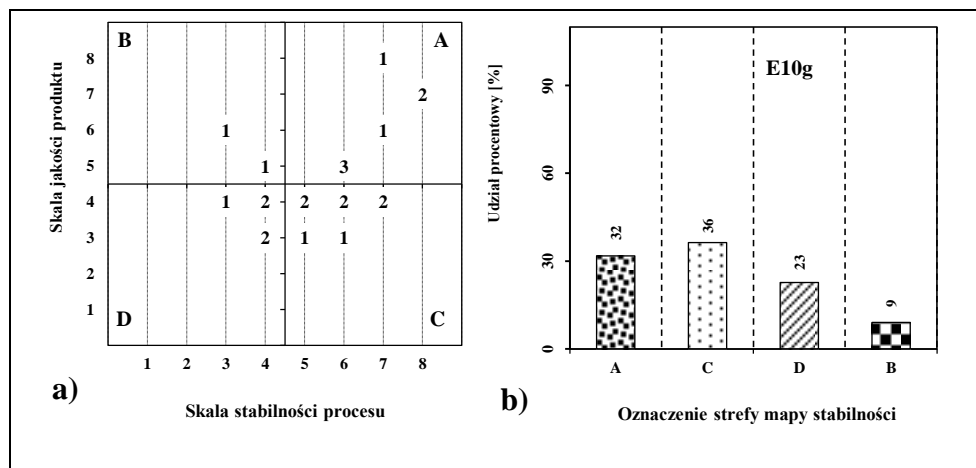 B A
8 1
7 2
6 1 1
5 1 3
4 1 2 2 2 2
3 2 1 1
2
1
D C
1 2 3 4 5 6 7 8
Skala jakości produktu
Skala stabilności procesu
a)
E10g
90
60
30
0
Udział procentowy [%]
32 36 23 9
A C D B
Oznaczenie strefy mapy stabilności
b)